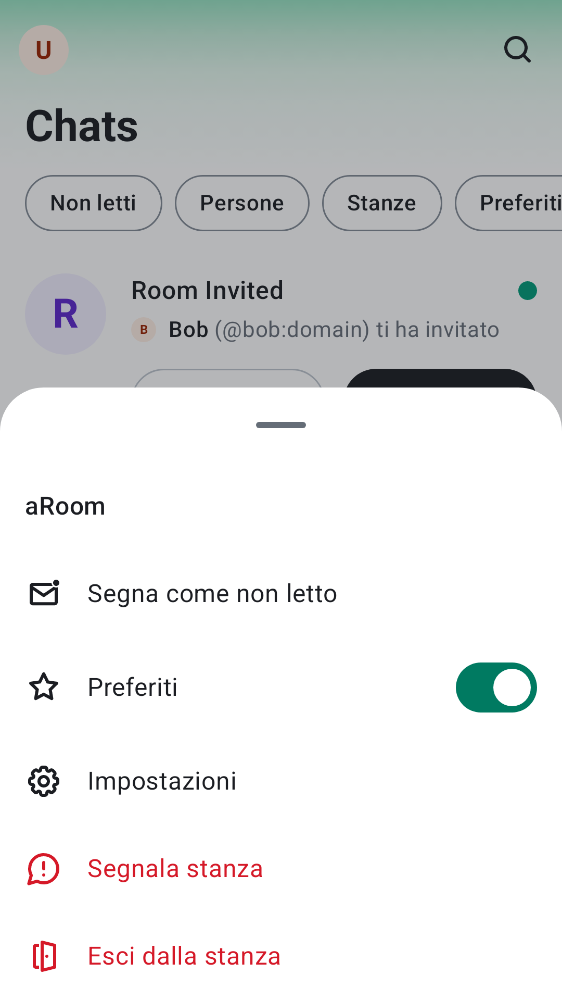 U
Chats
Non letti Persone Stanze Preferiti
R
Room Invited
B Bob (@bob:domain) ti ha invitato
aRoom
Segna come non letto
Preferiti
Impostazioni
Segnala stanza
Esci dalla stanza